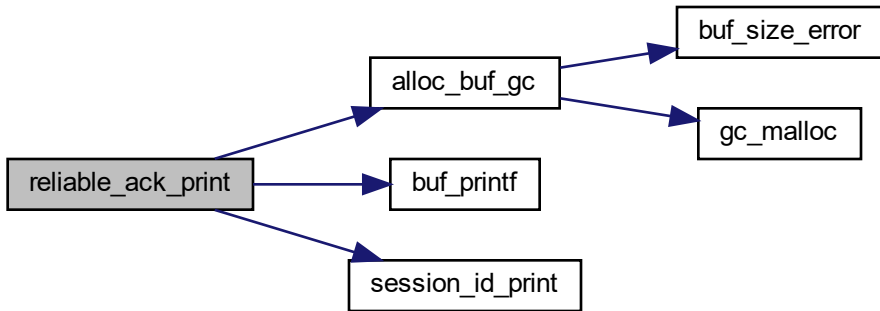 reliable_ack_print
alloc_buf_gc
buf_size_error
gc_malloc
buf_printf
session_id_print